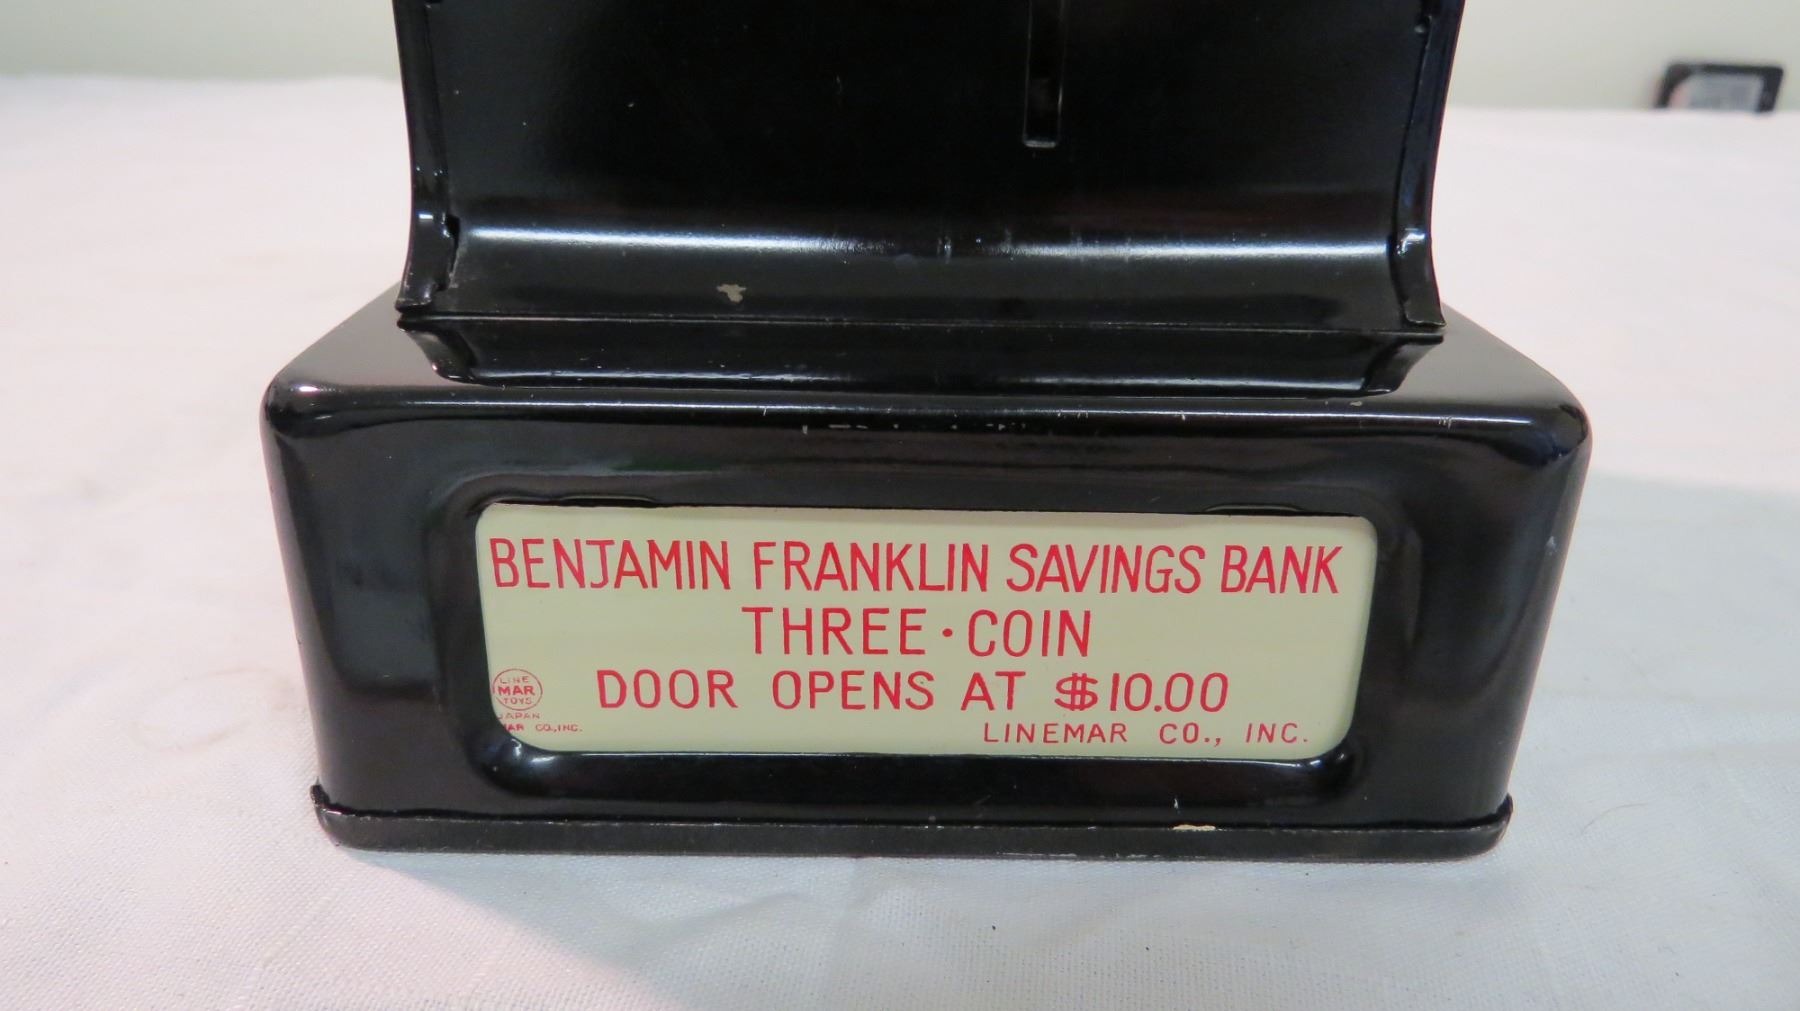 BENJAMIN FRANKLIN SAVINGS BANK
THREE · COIN
DOOR OPENS AT $10.00
LINEMAR CO., INC.
LINE
MAR
TOYS
JAPAN
CO., INC.